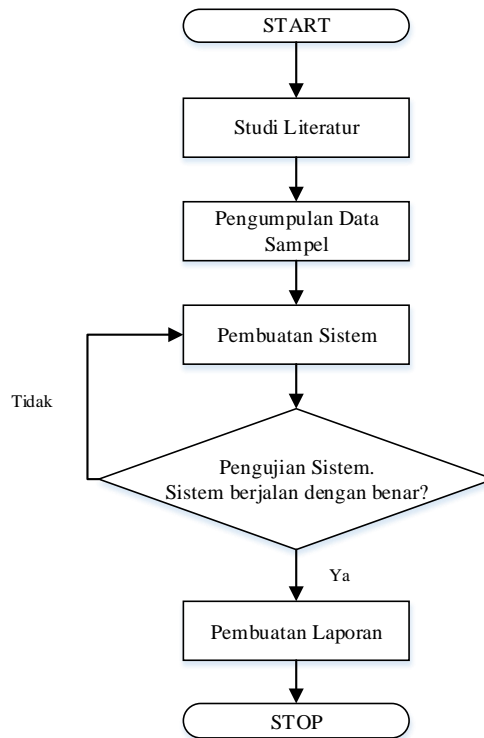 START
Studi Literatur
Pengumpulan Data
Sampel
Pembuatan Sistem
Tidak
Pengujian Sistem.
Sistem berjalan dengan benar?
Ya
Pembuatan Laporan
STOP